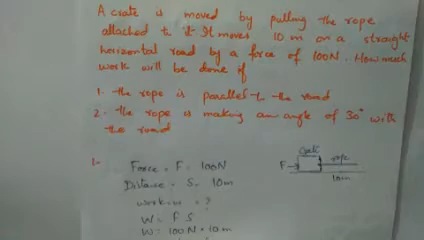 A crate is moved by pulling the rope
attached to it. It moves 10 m on a straight
horizontal road by a force of 100N. How much
work will be done if
1. the rope is parallel to the road
2. the rope is making an angle of 30° with
the road
1.
Force = F = 100N
Distance = S = 10m
work = w = ?
W = F S
W = 100N × 10m
Crate
F
rope
10m